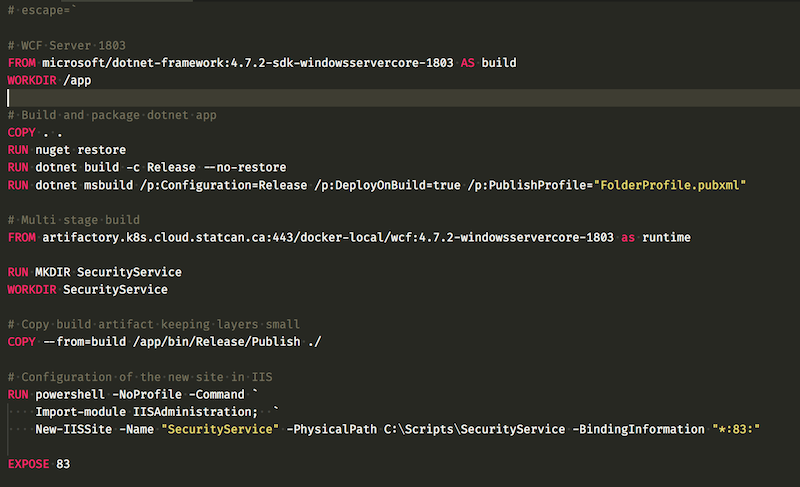 # escape=`
# WCF Server 1803
FROM microsoft/dotnet-framework:4.7.2-sdk-windowsservercore-1803 AS build
WORKDIR /app
# Build and package dotnet app
COPY . .
RUN nuget restore
RUN dotnet build -c Release --no-restore
RUN dotnet msbuild /p:Configuration=Release /p:DeployOnBuild=true /p:PublishProfile="FolderProfile.pubxml"
# Multi stage build
FROM artifactory.k8s.cloud.statcan.ca:443/docker-local/wcf:4.7.2-windowsservercore-1803 as runtime
RUN MKDIR SecurityService
WORKDIR SecurityService
# Copy build artifact keeping layers small
COPY --from=build /app/bin/Release/Publish ./
# Configuration of the new site in IIS
RUN powershell -NoProfile -Command `
    Import-module IISAdministration; `
    New-IISSite -Name "SecurityService" -PhysicalPath C:\Scripts\SecurityService -BindingInformation "*:83:"
EXPOSE 83